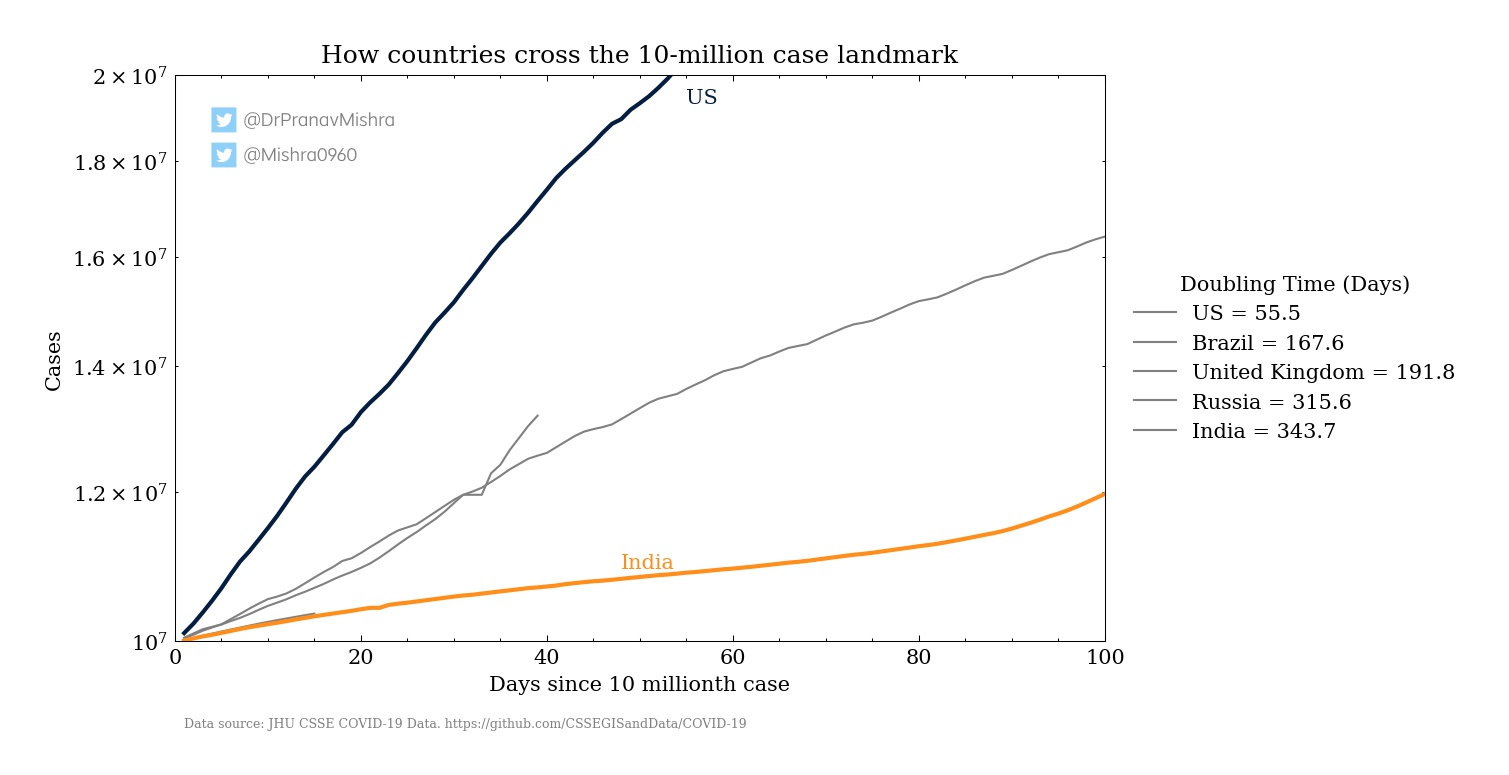 How countries cross the 10-million case landmark
2 × 10⁷
1.8 × 10⁷
1.6 × 10⁷
1.4 × 10⁷
1.2 × 10⁷
10⁷
Cases
@DrPranavMishra
@Mishra0960
US
India
0 20 40 60 80 100
Days since 10 millionth case
Doubling Time (Days)
US = 55.5
Brazil = 167.6
United Kingdom = 191.8
Russia = 315.6
India = 343.7
Data source: JHU CSSE COVID-19 Data. https://github.com/CSSEGISandData/COVID-19